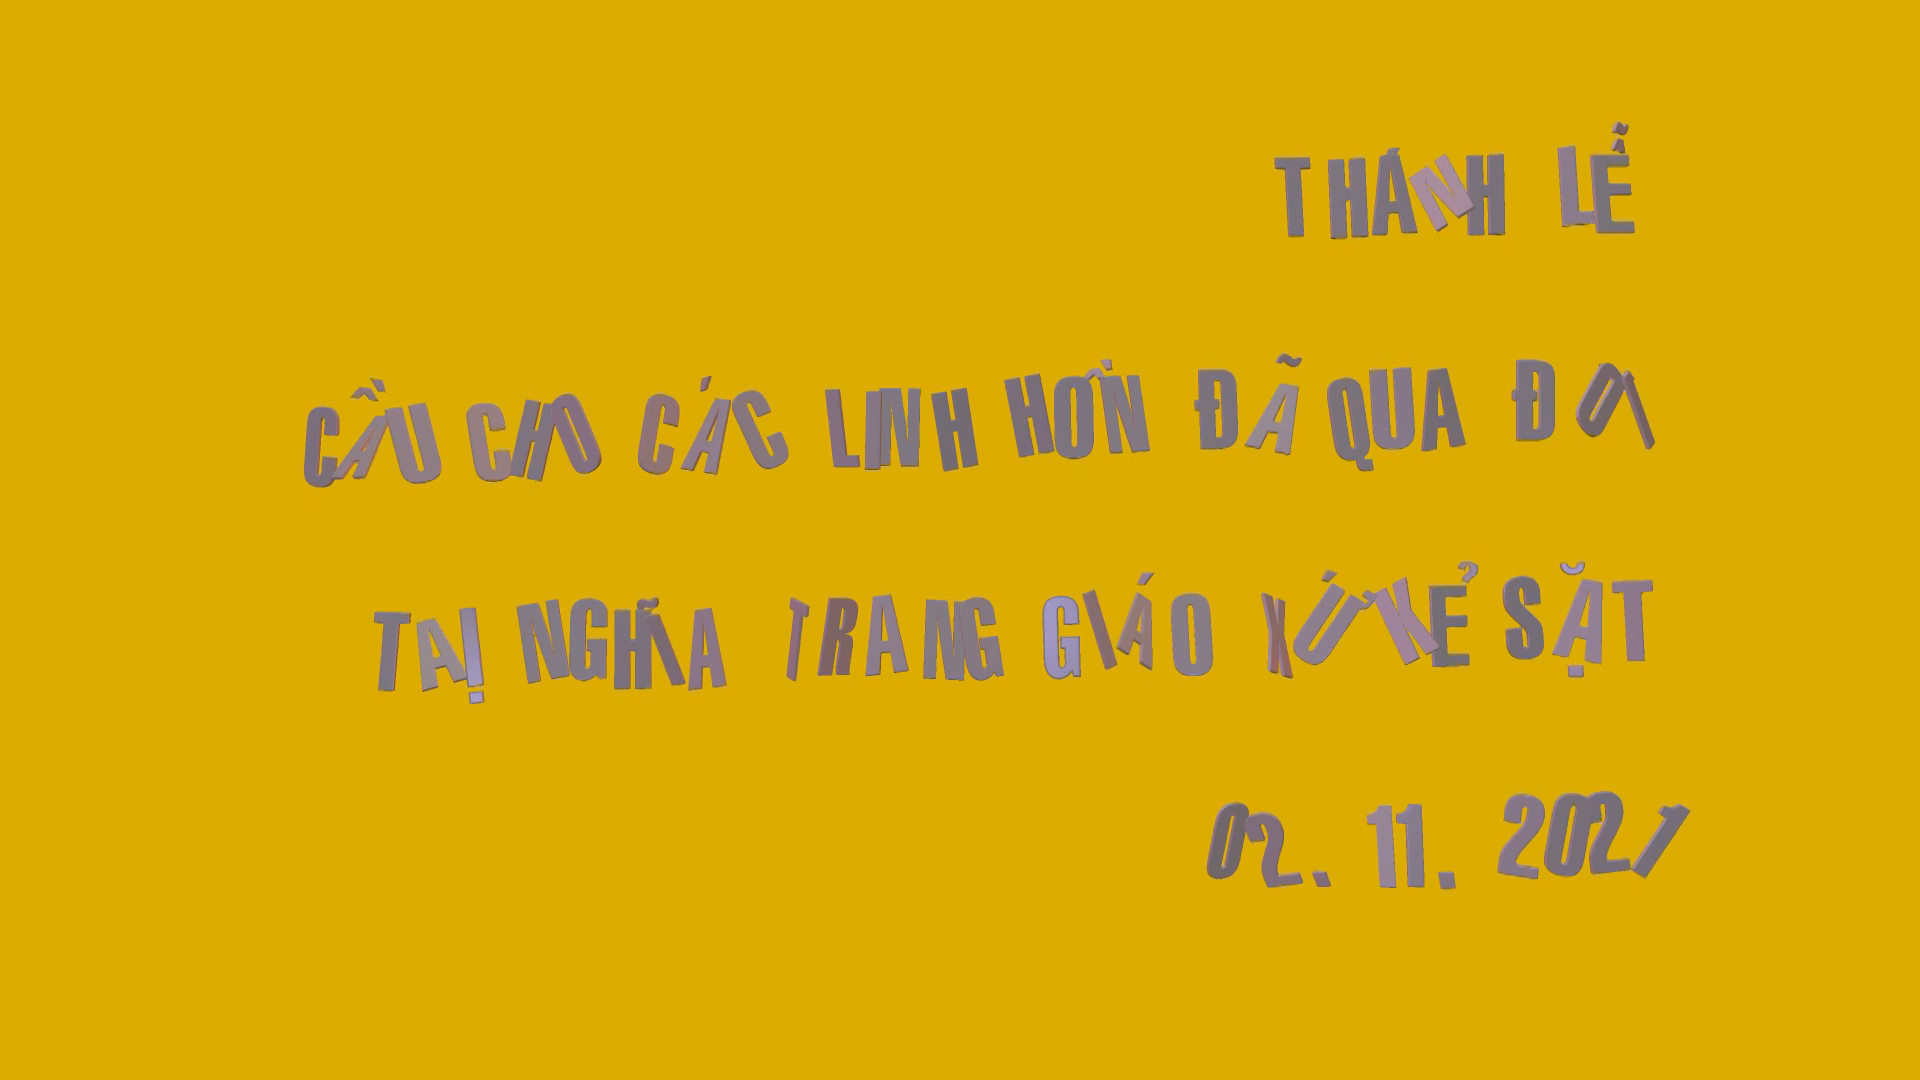 THÁNH LỄ
CẦU CHO CÁC LINH HỒN ĐÃ QUA ĐỜI
TẠI NGHĨA TRANG GIÁO XỨ KẺ SẶT
02. 11. 2021